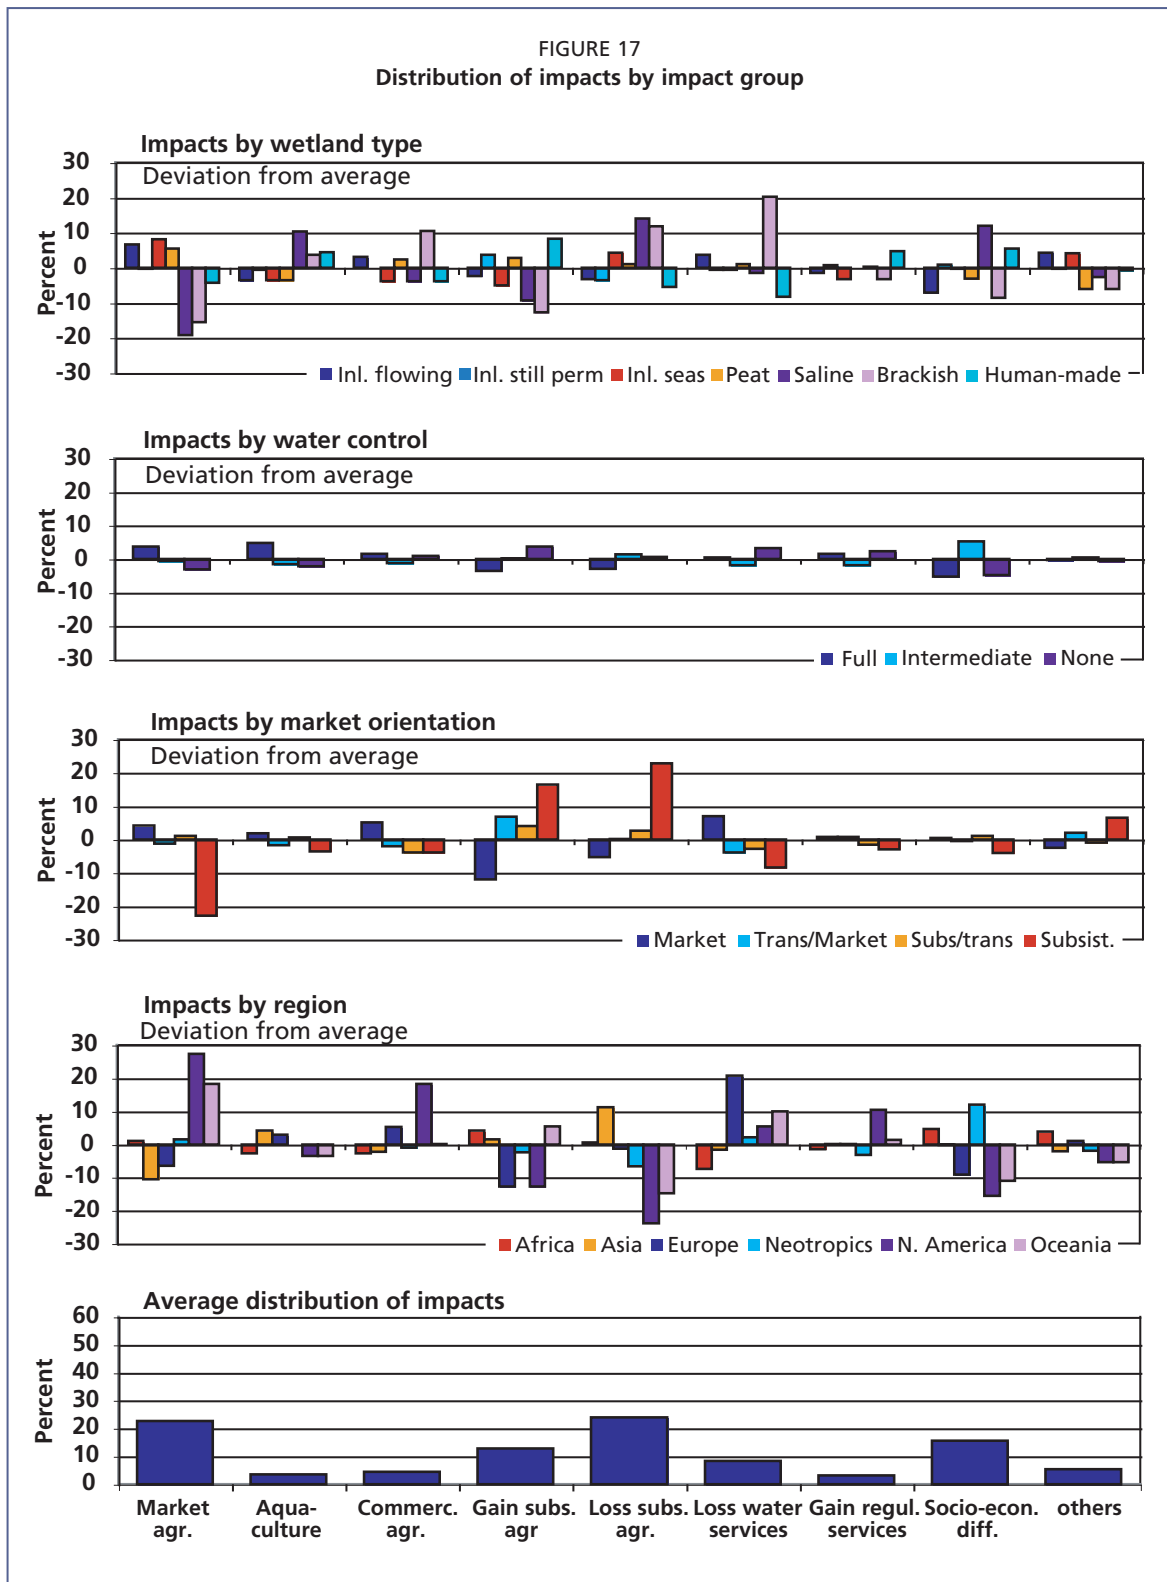 FIGURE 17
Distribution of impacts by impact group
Impacts by wetland type
Deviation from average
30
20
10
0
-10
-20
-30
Percent
Inl. flowing Inl. still perm Inl. seas Peat Saline Brackish Human-made
Impacts by water control
Deviation from average
30
20
10
0
-10
-20
-30
Percent
Full Intermediate None
Impacts by market orientation
Deviation from average
30
20
10
0
-10
-20
-30
Percent
Market Trans/Market Subs/trans Subsist.
Impacts by region
Deviation from average
30
20
10
0
-10
-20
-30
Percent
Africa Asia Europe Neotropics N. America Oceania
Average distribution of impacts
60
50
40
30
20
10
0
Percent
Market Aqua- Commerc. Gain subs. Loss subs. Loss water Gain regul. Socio-econ. others
agr. culture agr. agr agr. services services diff.